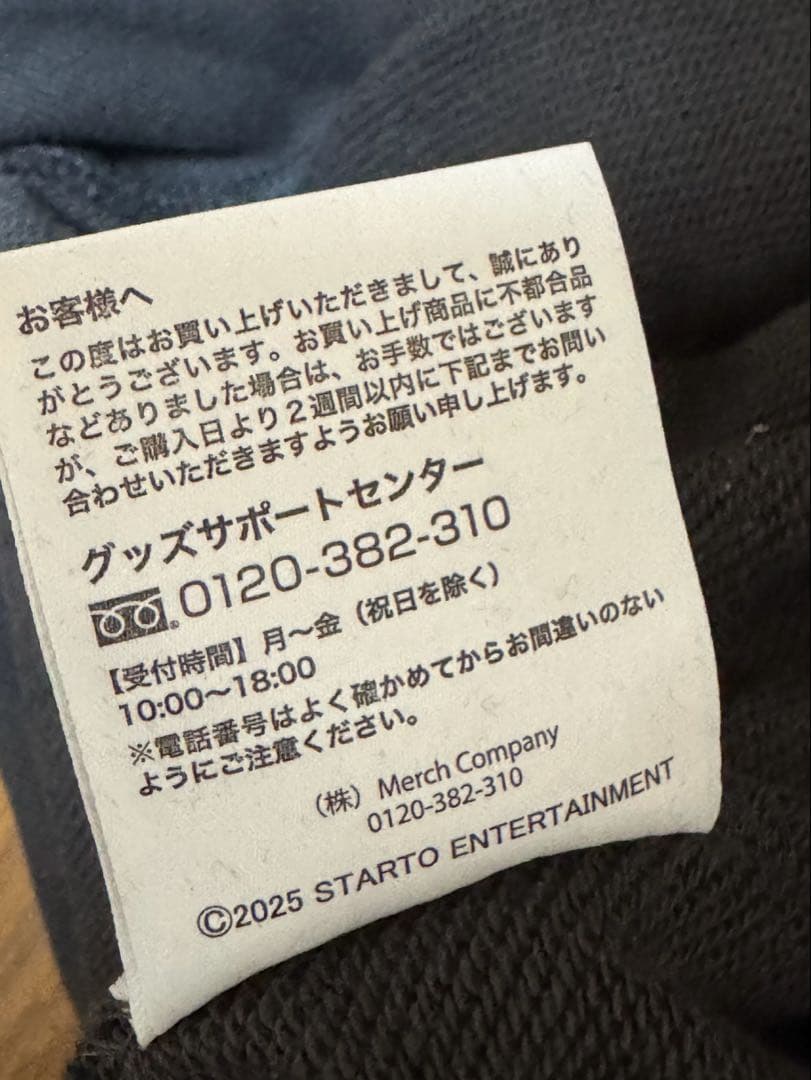 お客様へ
この度はお買い上げいただきまして、誠にあり
がとうございます。お買い上げ商品に不都合品
などありました場合は、お手数ではございます
が、ご購入日より2週間以内に下記までお問い
合わせいただきますようお願い申し上げます。
グッズサポートセンター
0120-382-310
【受付時間】月〜金（祝日を除く）
10:00〜18:00
※電話番号はよく確かめてからお間違いのない
ようにご注意ください。
（株）Merch Company
0120-382-310
©2025 STARTO ENTERTAINMENT